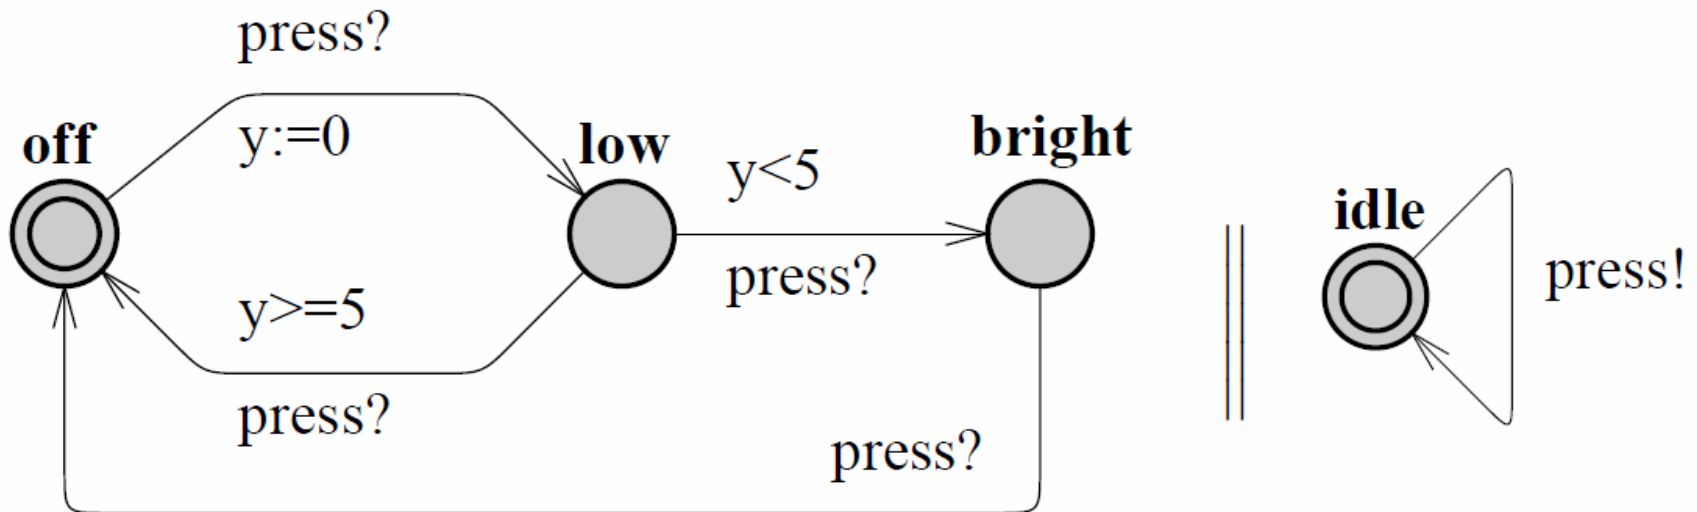 press?
y:=0
off
low
bright
y<5
press?
y>=5
press?
press?
idle
press!